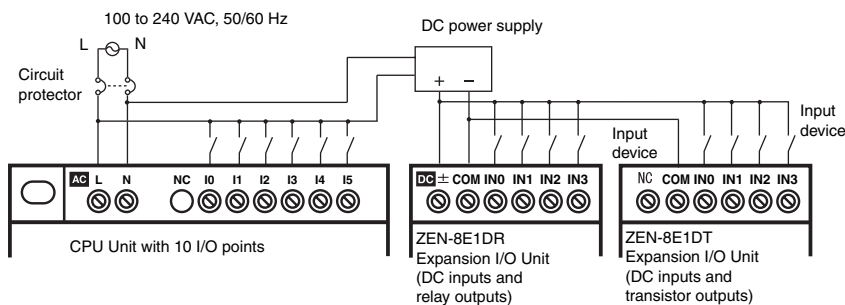 100 to 240 VAC, 50/60 Hz
L N
Circuit
protector
DC power supply
+ −
Input
device
Input
device
AC L N NC I0 I1 I2 I3 I4 I5
DC ± COM IN0 IN1 IN2 IN3
NC COM IN0 IN1 IN2 IN3
CPU Unit with 10 I/O points
ZEN-8E1DR
Expansion I/O Unit
(DC inputs and
relay outputs)
ZEN-8E1DT
Expansion I/O Unit
(DC inputs and
transistor outputs)